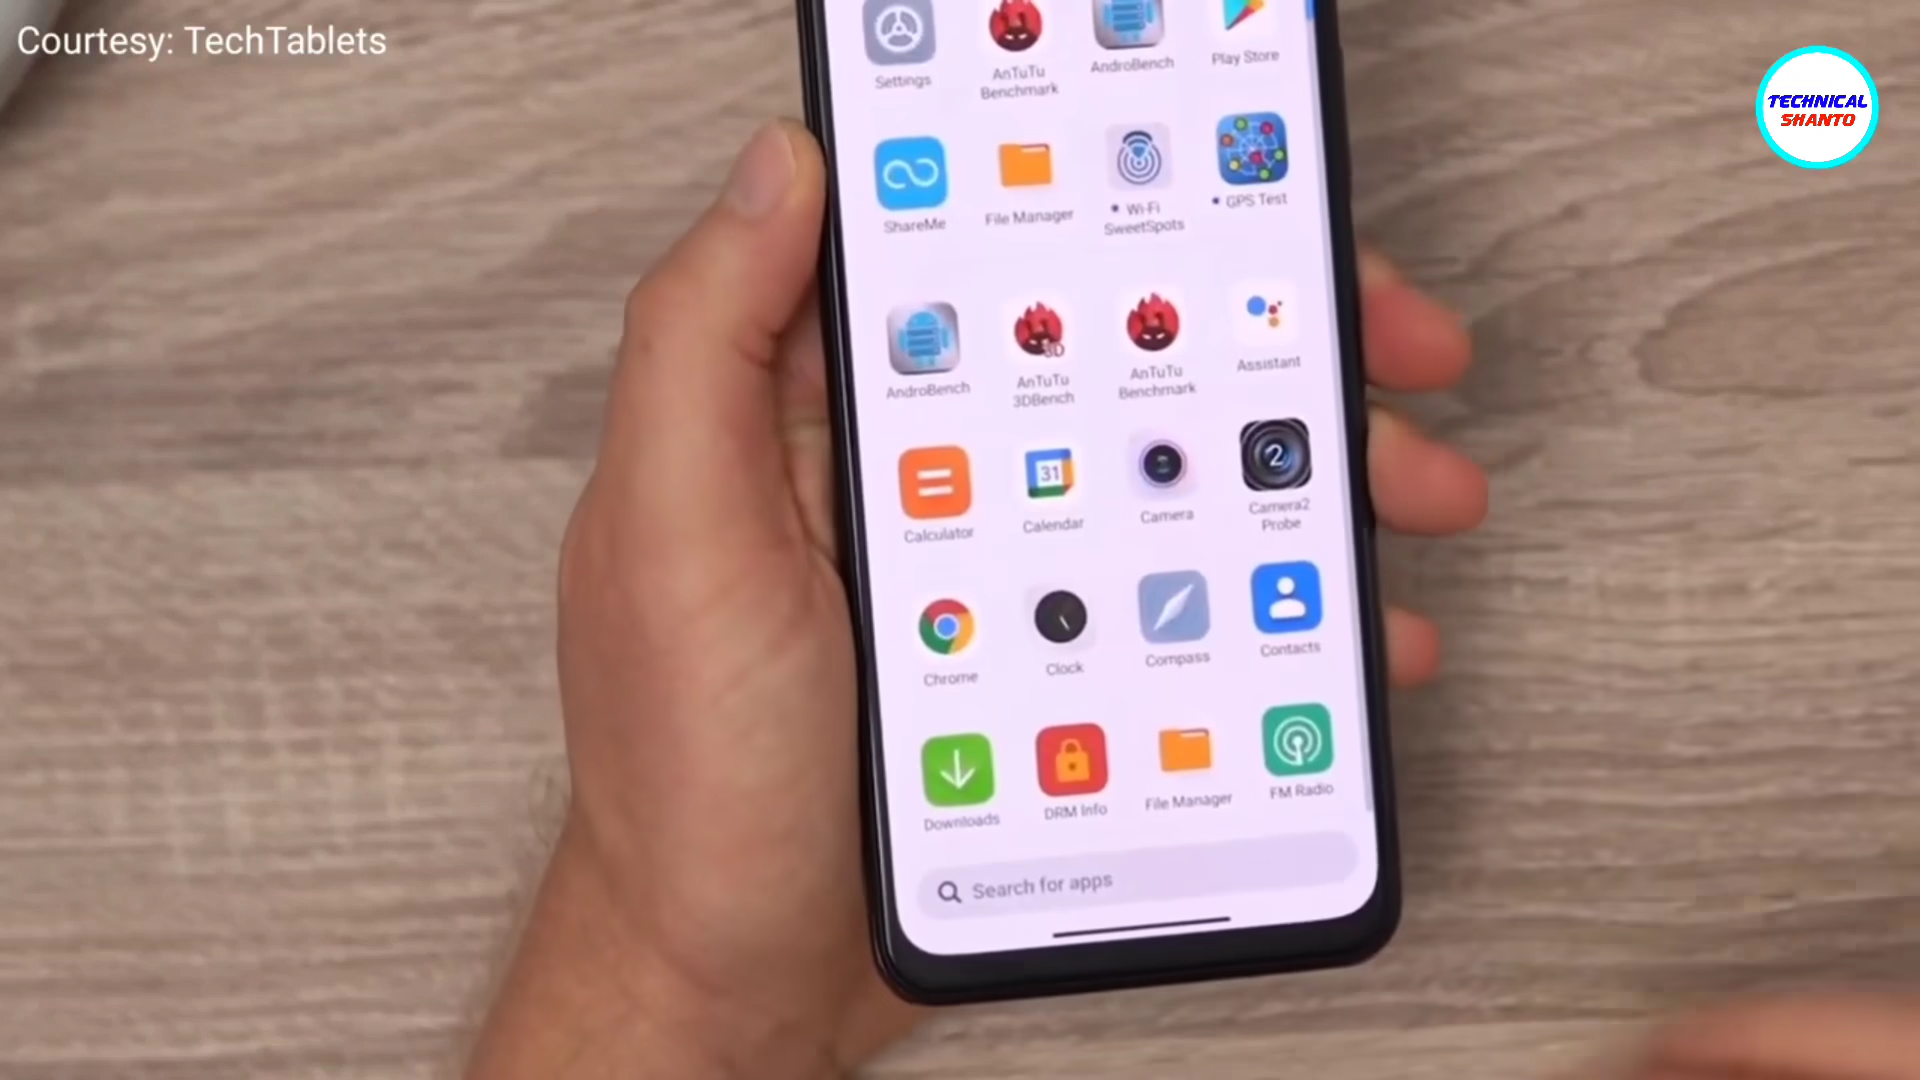 Courtesy: TechTablets
TECHNICAL
SHANTO
Settings
AnTuTu
Benchmark
AndroBench
Play Store
ShareMe
File Manager
Wi-Fi
SweetSpots
GPS Test
AndroBench
3D
AnTuTu
3DBench
AnTuTu
Benchmark
Assistant
31
2
Calculator
Calendar
Camera
Camera2
Probe
Chrome
Clock
Compass
Contacts
Downloads
DRM Info
File Manager
FM Radio
Search for apps